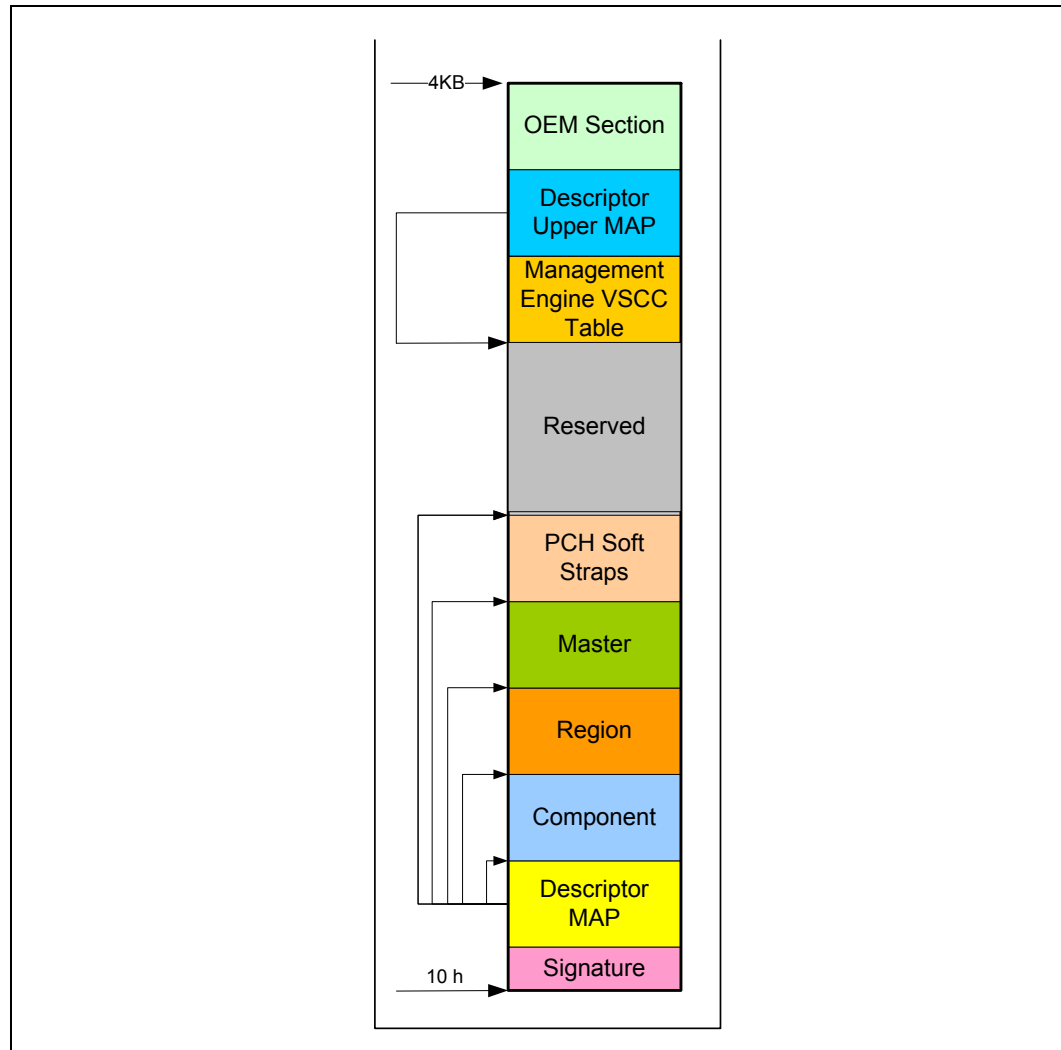 4KB
OEM Section
Descriptor
Upper MAP
Management
Engine VSCC
Table
Reserved
PCH Soft
Straps
Master
Region
Component
Descriptor
MAP
Signature
10 h